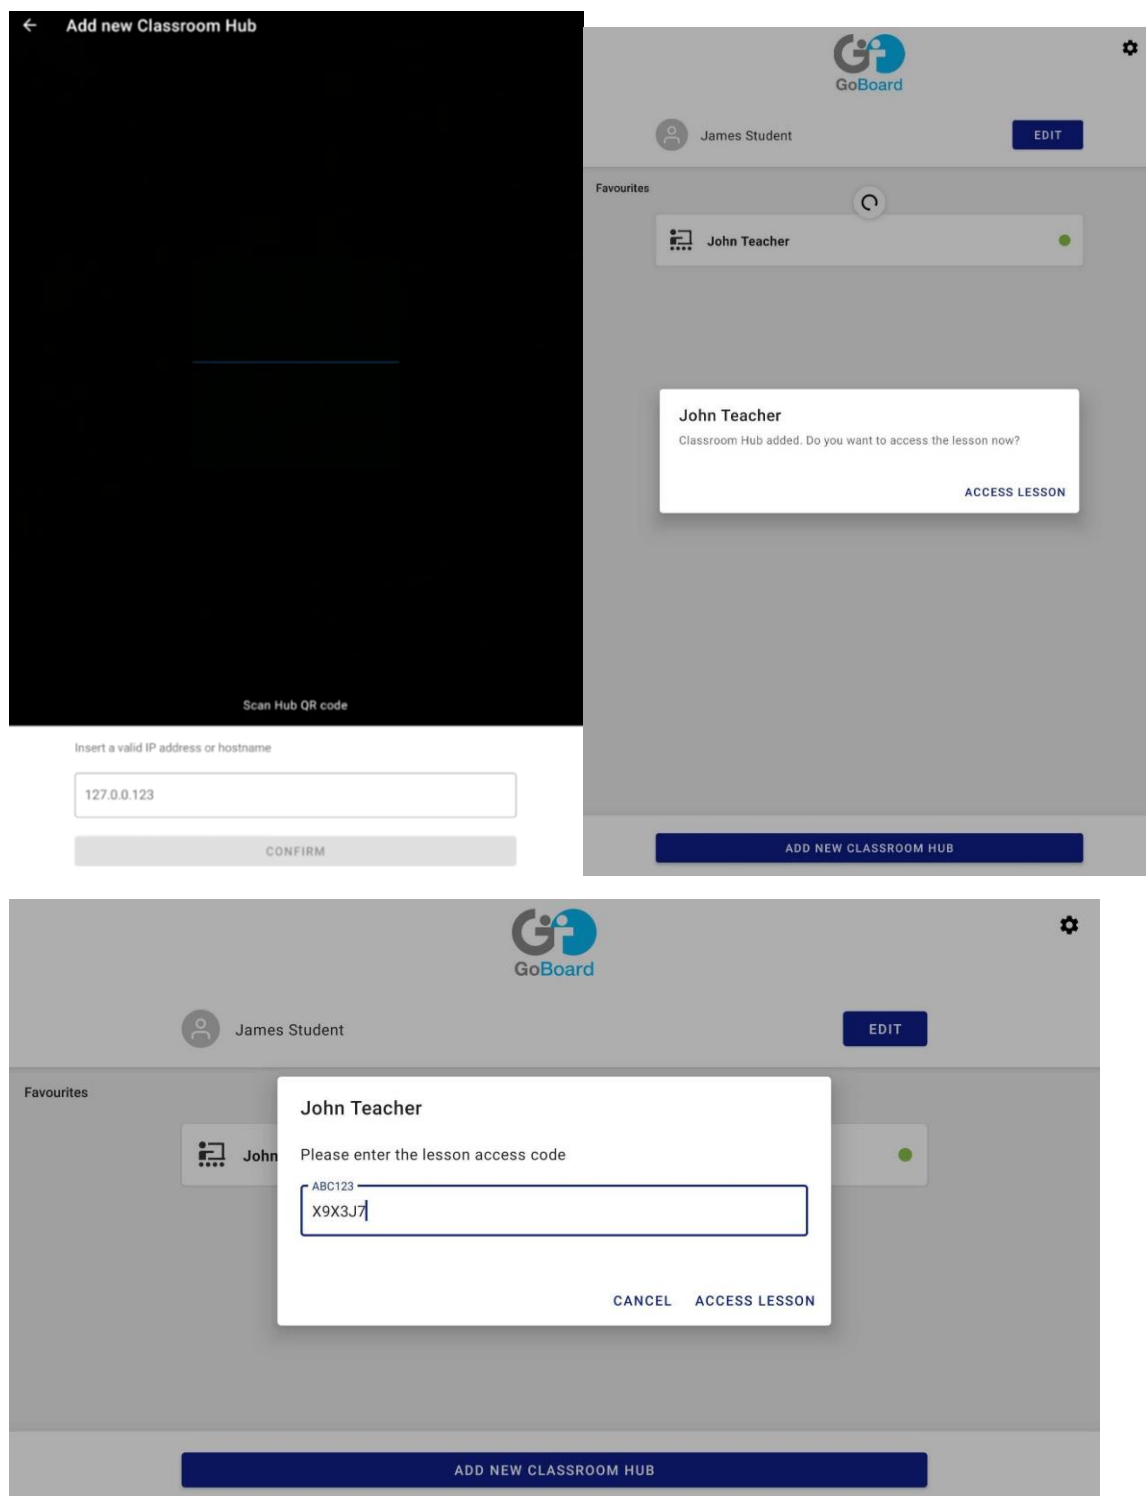 Add new Classroom Hub
Scan Hub QR code
Insert a valid IP address or hostname
127.0.0.123
CONFIRM
GoBoard
James Student
EDIT
Favourites
John Teacher
John Teacher
Classroom Hub added. Do you want to access the lesson now?
ACCESS LESSON
ADD NEW CLASSROOM HUB
GoBoard
James Student
EDIT
Favourites
John
John Teacher
Please enter the lesson access code
ABC123
X9X3J7
CANCEL ACCESS LESSON
ADD NEW CLASSROOM HUB